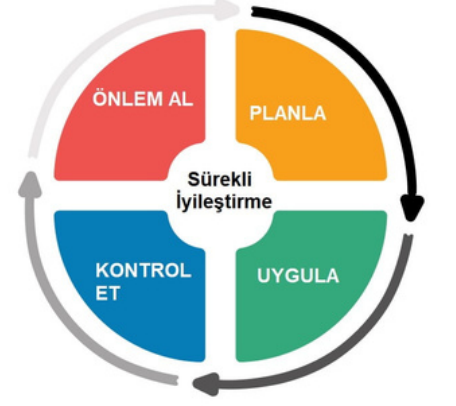 ÖNLEM AL
PLANLA
Sürekli
İyileştirme
KONTROL
ET
UYGULA